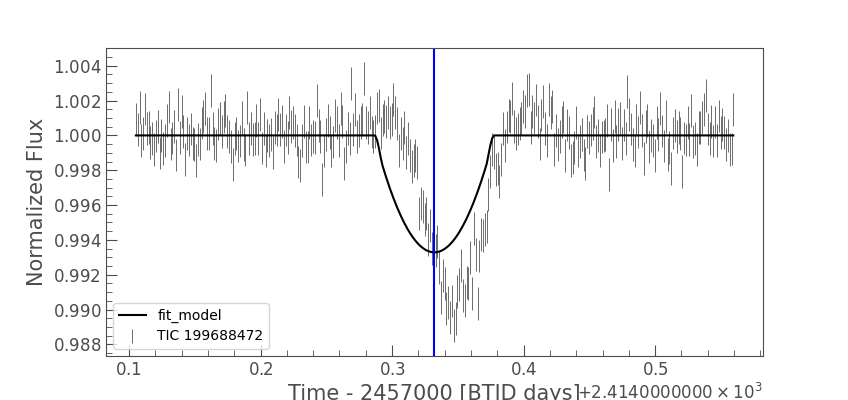 1.004
1.002
1.000
0.998
0.996
0.994
0.992
0.990
0.988
Normalized Flux
fit_model
TIC 199688472
0.1 0.2 0.3 0.4 0.5
Time - 2457000 [BTJD days]
+2.4140000000 × 10³